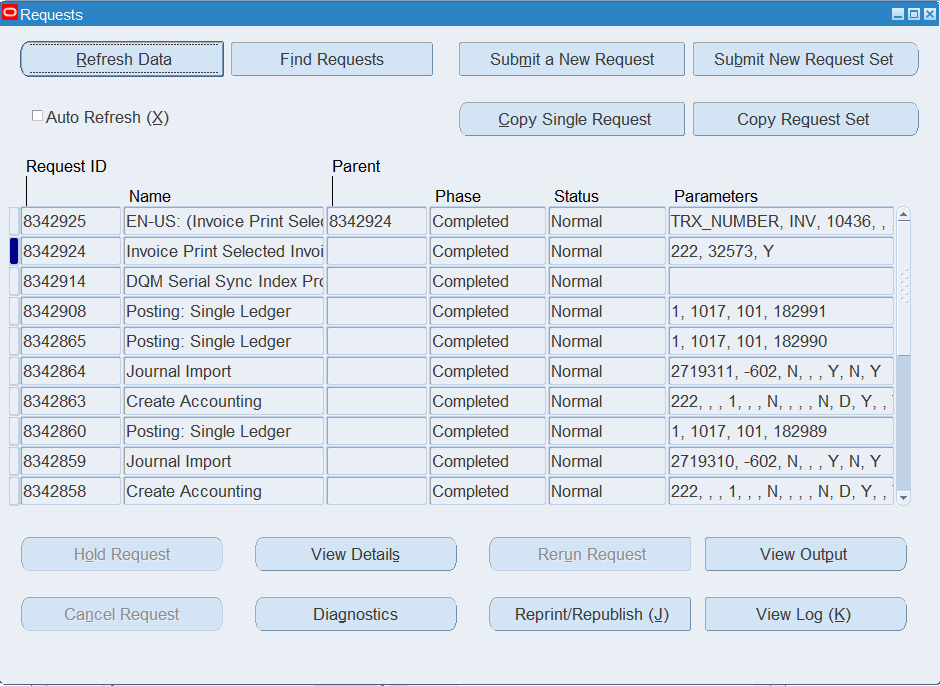 Requests
Refresh Data Find Requests Submit a New Request Submit New Request Set
Auto Refresh (X) Copy Single Request Copy Request Set
Request ID Parent
Name Phase Status Parameters
8342925 EN-US: (Invoice Print Selec 8342924 Completed Normal TRX_NUMBER, INV, 10436, , ,
8342924 Invoice Print Selected Invoi Completed Normal 222, 32573, Y
8342914 DQM Serial Sync Index Pro Completed Normal
8342908 Posting: Single Ledger Completed Normal 1, 1017, 101, 182991
8342865 Posting: Single Ledger Completed Normal 1, 1017, 101, 182990
8342864 Journal Import Completed Normal 2719311, -602, N, , , Y, N, Y
8342863 Create Accounting Completed Normal 222, , , 1, , , N, , , , N, D, Y, ,
8342860 Posting: Single Ledger Completed Normal 1, 1017, 101, 182989
8342859 Journal Import Completed Normal 2719310, -602, N, , , Y, N, Y
8342858 Create Accounting Completed Normal 222, , , 1, , , N, , , , N, D, Y, ,
Hold Request View Details Rerun Request View Output
Cancel Request Diagnostics Reprint/Republish (J) View Log (K)